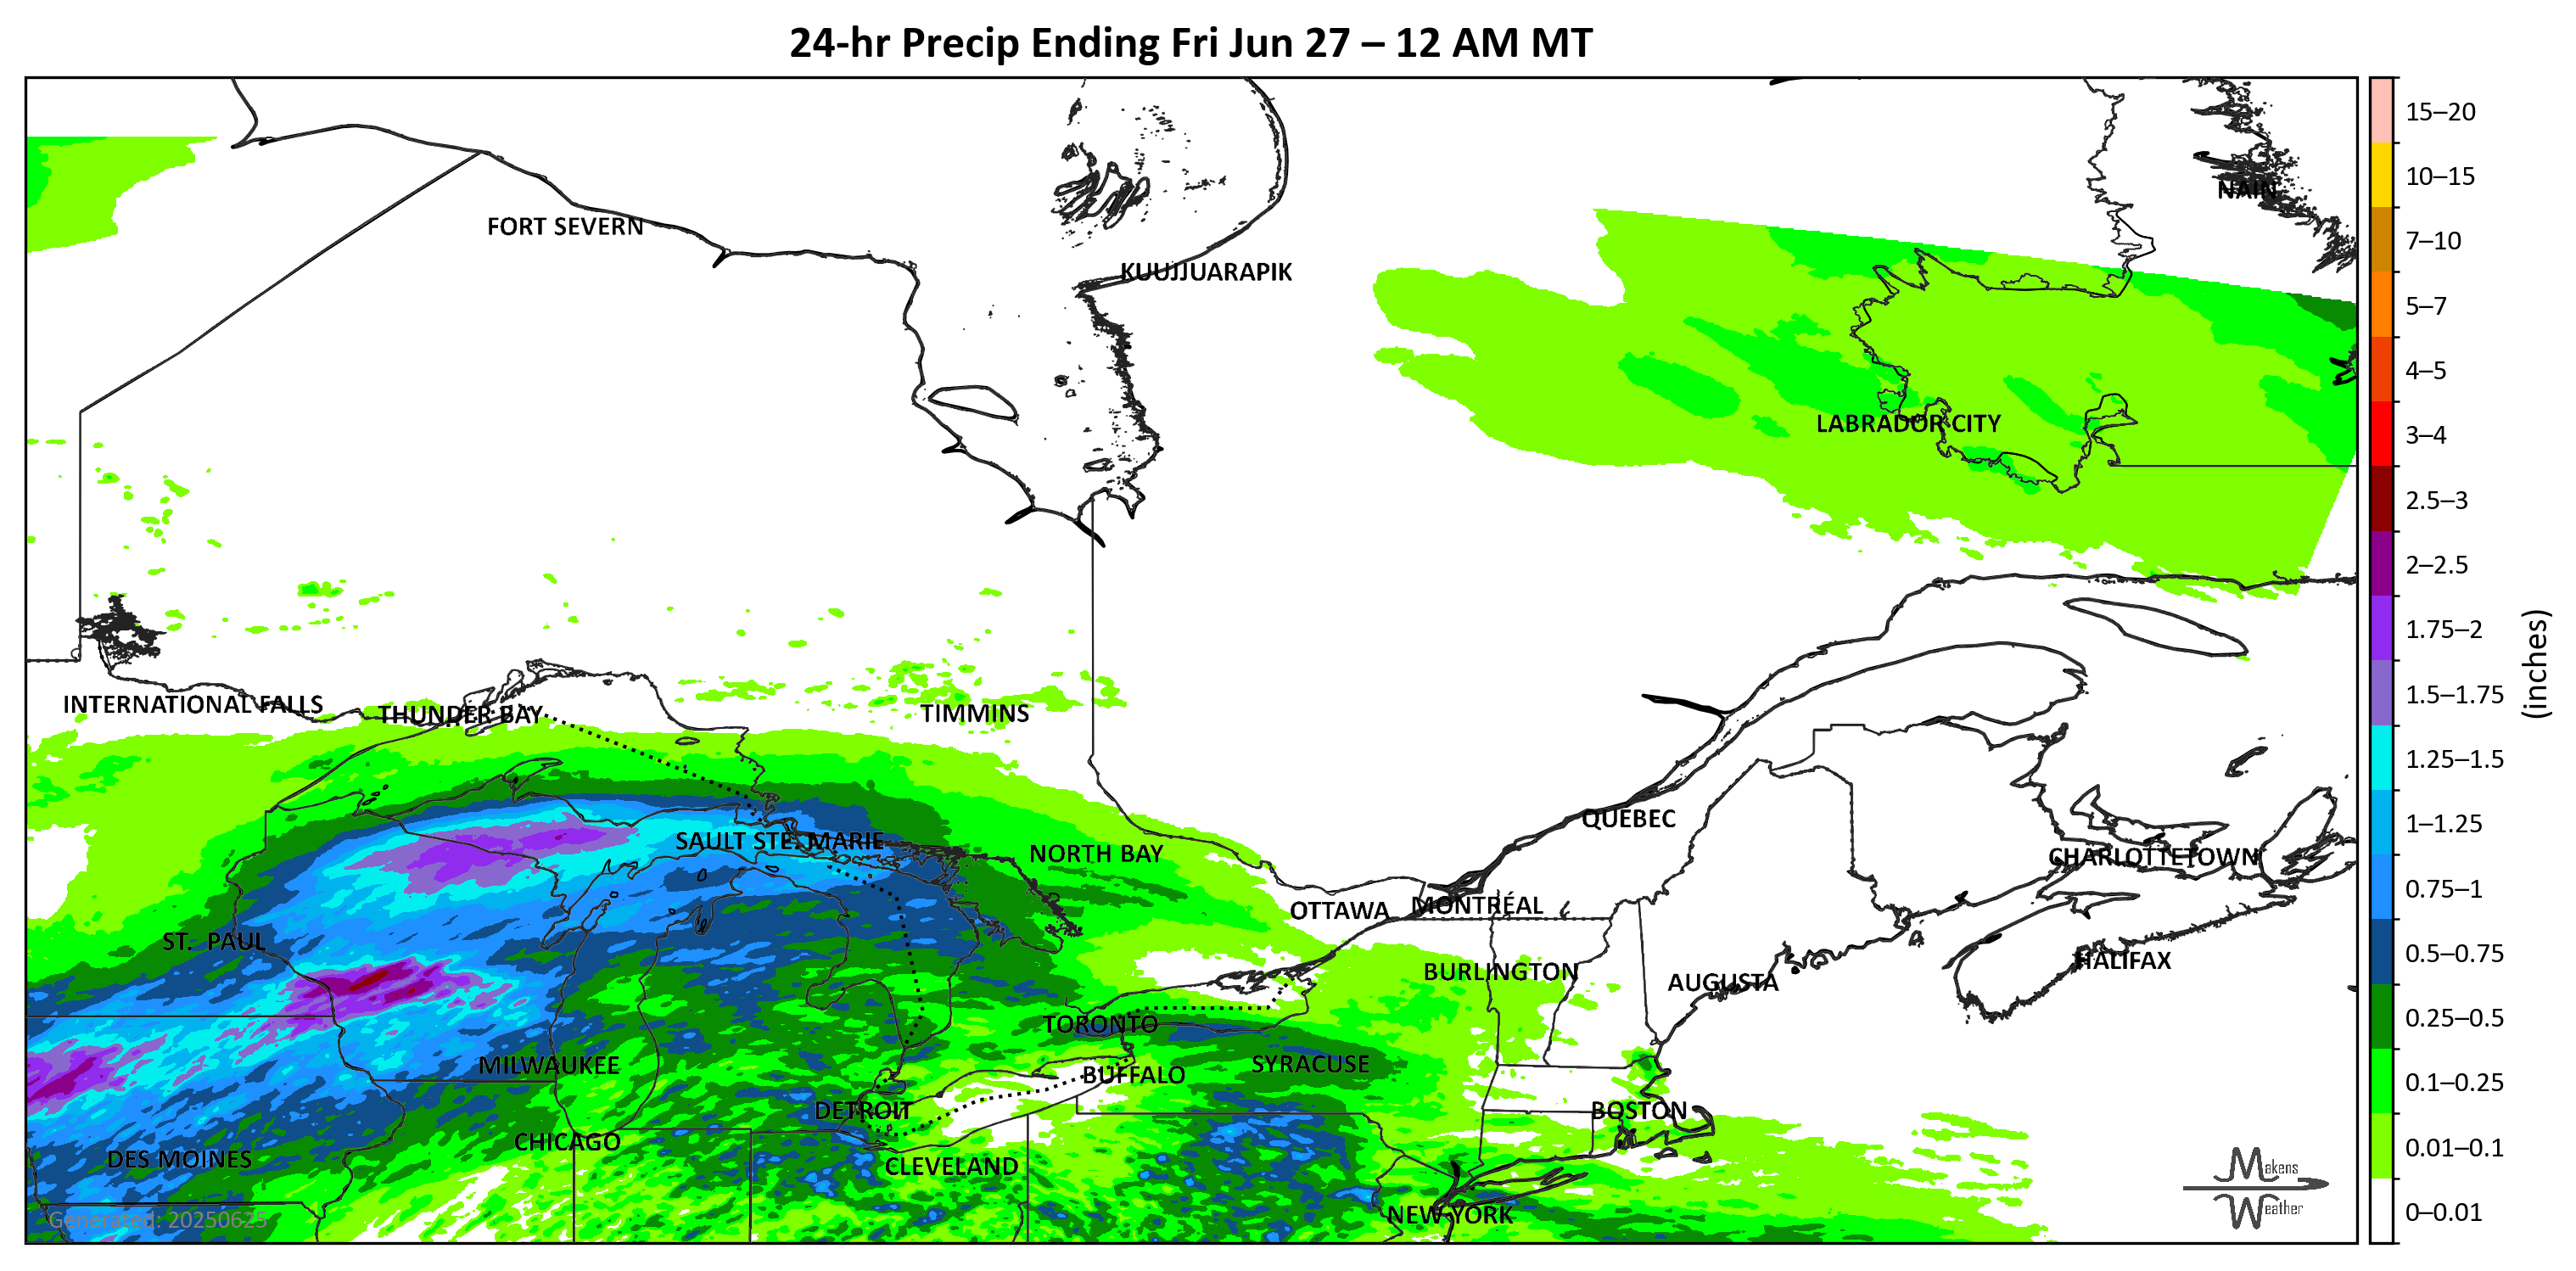 24-hr Precip Ending Fri Jun 27 – 12 AM MT
NAIN
FORT SEVERN
KUUJJUARAPIK
LABRADOR CITY
INTERNATIONAL FALLS
THUNDER BAY
TIMMINS
QUEBEC
SAULT STE. MARIE
NORTH BAY
CHARLOTTETOWN
OTTAWA
MONTRÉAL
ST. PAUL
HALIFAX
BURLINGTON
AUGUSTA
TORONTO
MILWAUKEE
SYRACUSE
BUFFALO
DETROIT
BOSTON
CHICAGO
DES MOINES
CLEVELAND
NEW YORK
Generated: 20250625
Makens
Weather
15–20
10–15
7–10
5–7
4–5
3–4
2.5–3
2–2.5
1.75–2
1.5–1.75
1.25–1.5
1–1.25
0.75–1
0.5–0.75
0.25–0.5
0.1–0.25
0.01–0.1
0–0.01
(inches)